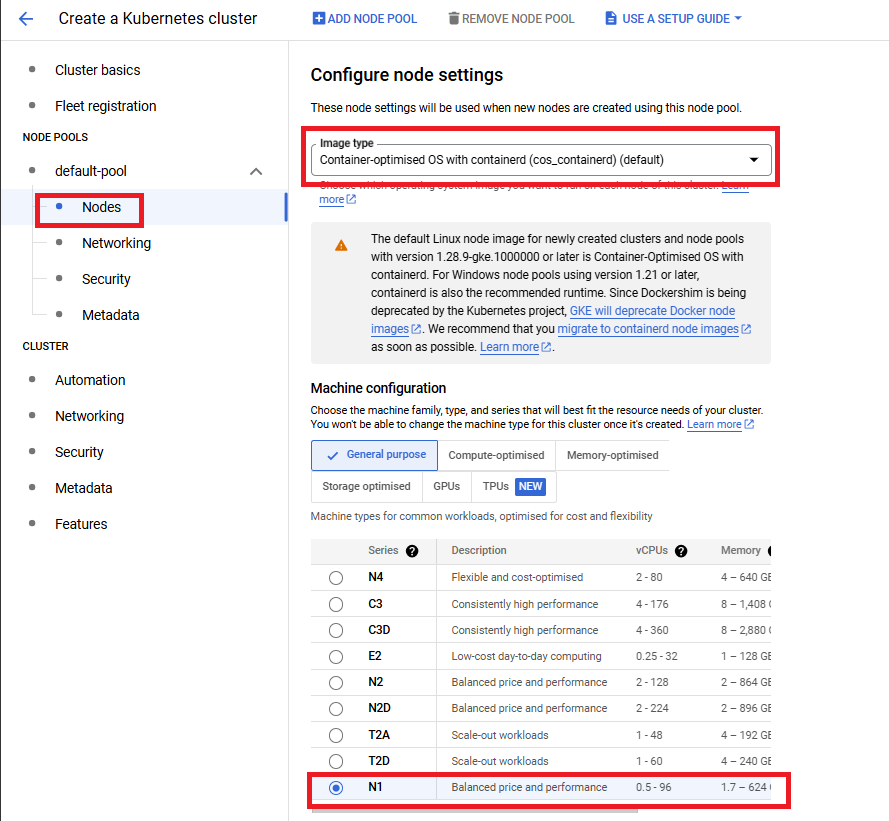 Create a Kubernetes cluster
ADD NODE POOL
REMOVE NODE POOL
USE A SETUP GUIDE
Cluster basics
Fleet registration
NODE POOLS
default-pool
Nodes
Networking
Security
Metadata
CLUSTER
Automation
Networking
Security
Metadata
Features
Configure node settings
These node settings will be used when new nodes are created using this node pool.
Image type
Container-optimised OS with containerd (cos_containerd) (default)
Choose which operating system image you want to run on each node of this cluster. Learn
more
The default Linux node image for newly created clusters and node pools
with version 1.28.9-gke.1000000 or later is Container-Optimised OS with
containerd. For Windows node pools using version 1.21 or later,
containerd is also the recommended runtime. Since Dockershim is being
deprecated by the Kubernetes project, GKE will deprecate Docker node
images. We recommend that you migrate to containerd node images
as soon as possible. Learn more.
Machine configuration
Choose the machine family, type, and series that will best fit the resource needs of your cluster.
You won't be able to change the machine type for this cluster once it's created. Learn more
General purpose Compute-optimised Memory-optimised
Storage optimised GPUs TPUs NEW
Machine types for common workloads, optimised for cost and flexibility
Series Description vCPUs Memory
N4 Flexible and cost-optimised 2 - 80 4 – 640 GB
C3 Consistently high performance 4 - 176 8 – 1,408
C3D Consistently high performance 4 - 360 8 – 2,880
E2 Low-cost day-to-day computing 0.25 - 32 1 – 128 GB
N2 Balanced price and performance 2 - 128 2 – 864 GB
N2D Balanced price and performance 2 - 224 2 – 896 GB
T2A Scale-out workloads 1 - 48 4 – 192 GB
T2D Scale-out workloads 1 - 60 4 – 240 GB
N1 Balanced price and performance 0.5 - 96 1.7 – 624